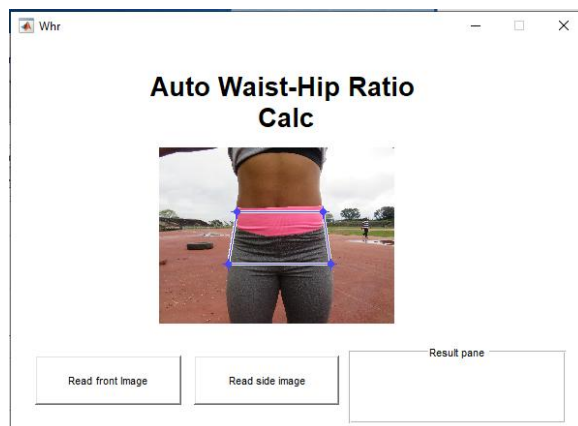 Whr
Auto Waist-Hip Ratio
Calc
Result pane
Read front Image
Read side image